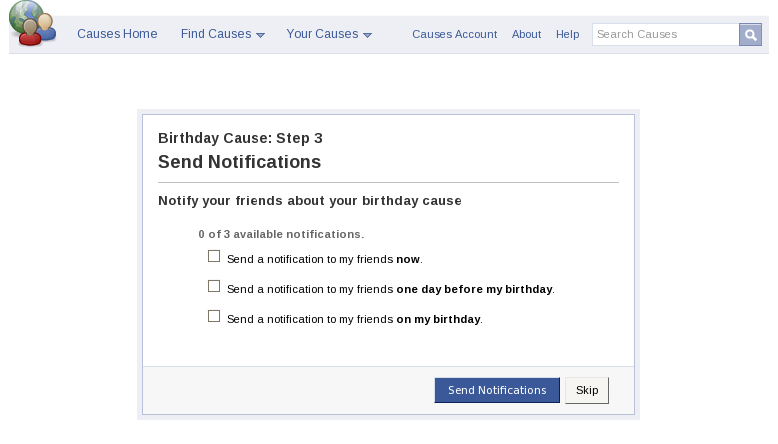 Causes Home Find Causes Your Causes Causes Account About Help Search Causes
Birthday Cause: Step 3
Send Notifications
Notify your friends about your birthday cause
0 of 3 available notifications.
Send a notification to my friends now.
Send a notification to my friends one day before my birthday.
Send a notification to my friends on my birthday.
Send Notifications Skip